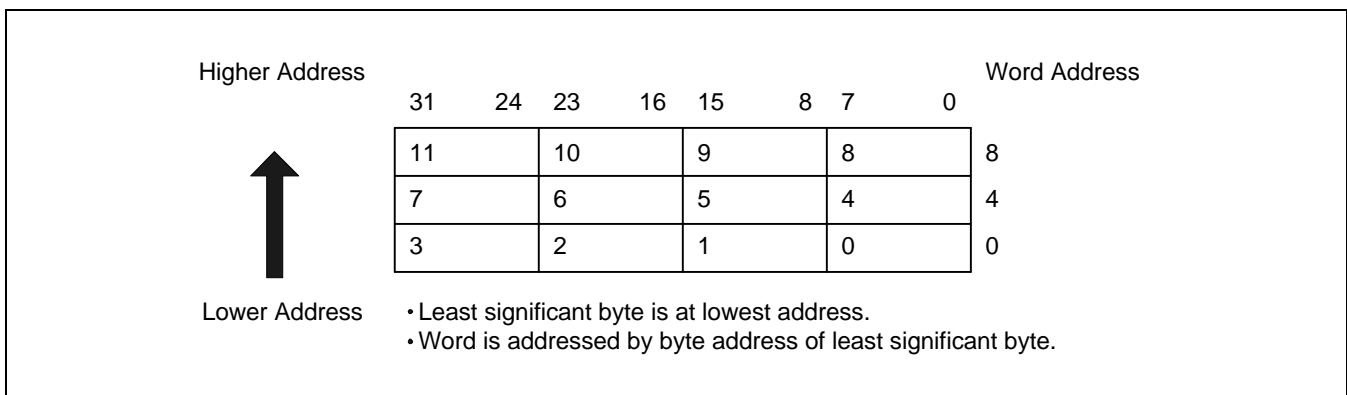 Higher Address Word Address
31 24 23 16 15 8 7 0
11 10 9 8 8
7 6 5 4 4
3 2 1 0 0
Lower Address • Least significant byte is at lowest address.
• Word is addressed by byte address of least significant byte.